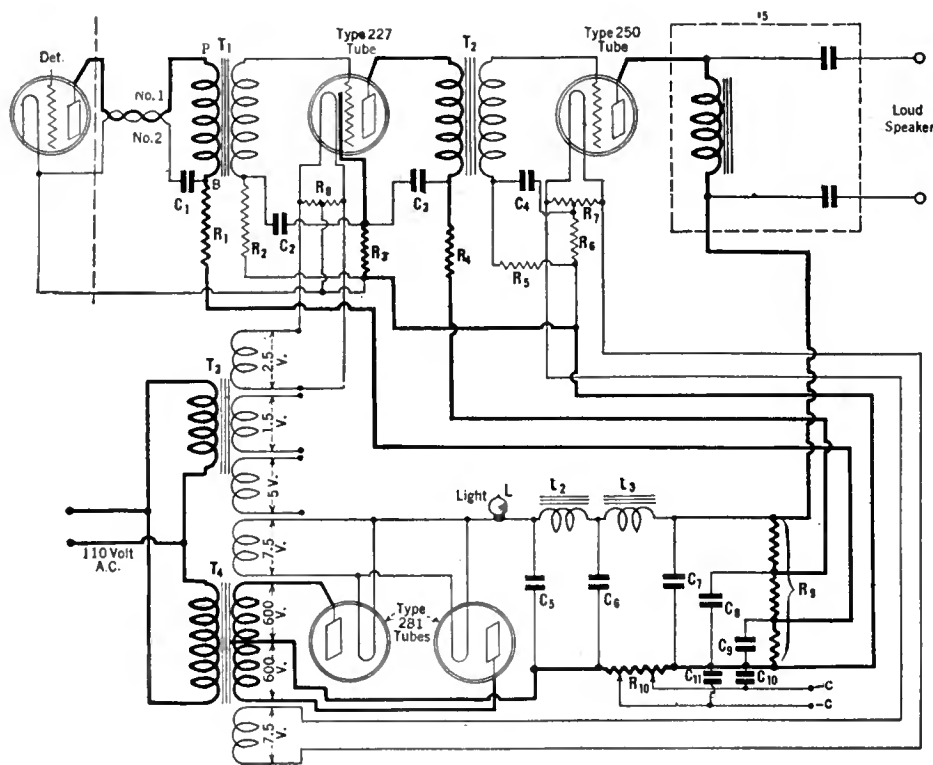 Det.
No.1
No.2
P
T1
B
C1
R1
R2
C2
Type 227
Tube
R8
R3
C3
T2
R4
C4
Type 250
Tube
R7
R6
R5
Loud
Speaker
T3
2.5
V.
1.5
V.
5 V.
7.5
V.
110 Volt
A.C.
T4
600
V.
600
V.
7.5
V.
Type
281
Tubes
Light
L
L2
L3
C5
C6
C7
C8
C9
R9
R10
C11
C10
-C
-C